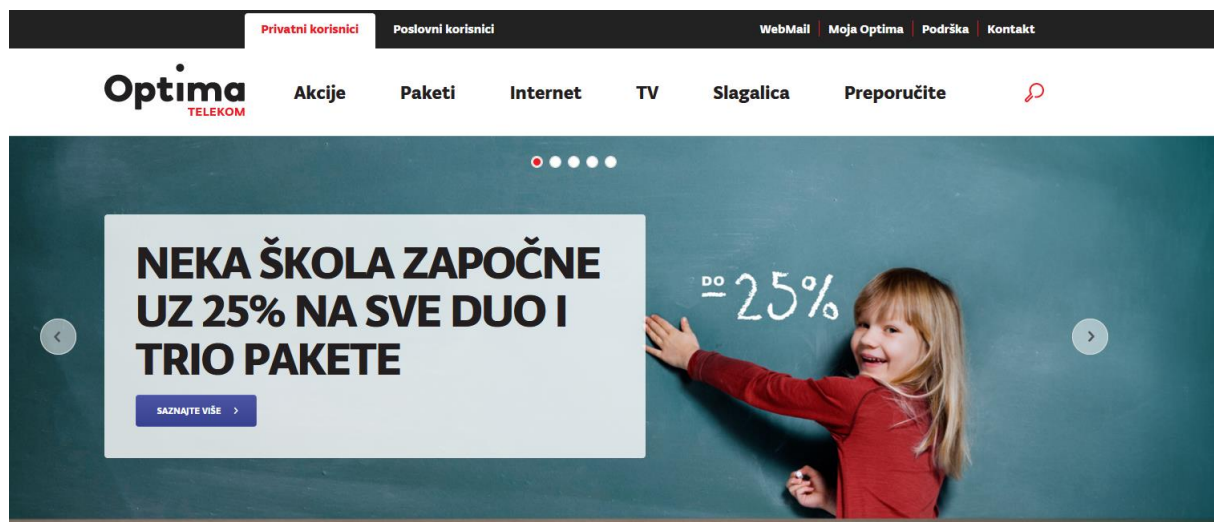 Privatni korisnici Poslovni korisnici WebMail Moja Optima Podrška Kontakt
Optima
TELEKOM
Akcije Paketi Internet TV Slagalica Preporučite
NEKA ŠKOLA ZAPOČNE
UZ 25% NA SVE DUO I
TRIO PAKETE
SAZNAJTE VIŠE
DO
25%